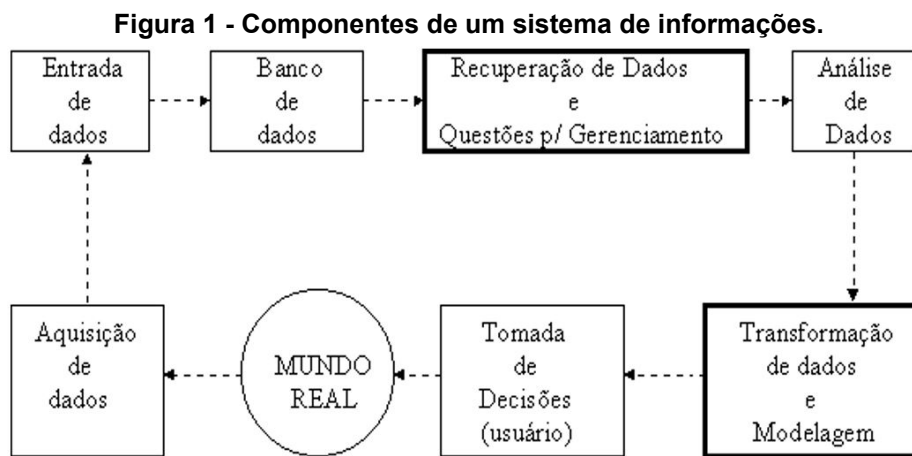 Figura 1 - Componentes de um sistema de informações.
Entrada
de
dados
Banco
de
dados
Recuperação de Dados
e
Questões p/ Gerenciamento
Análise
de
Dados
Aquisição
de
dados
MUNDO
REAL
Tomada
de
Decisões
(usuário)
Transformação
de dados
e
Modelagem